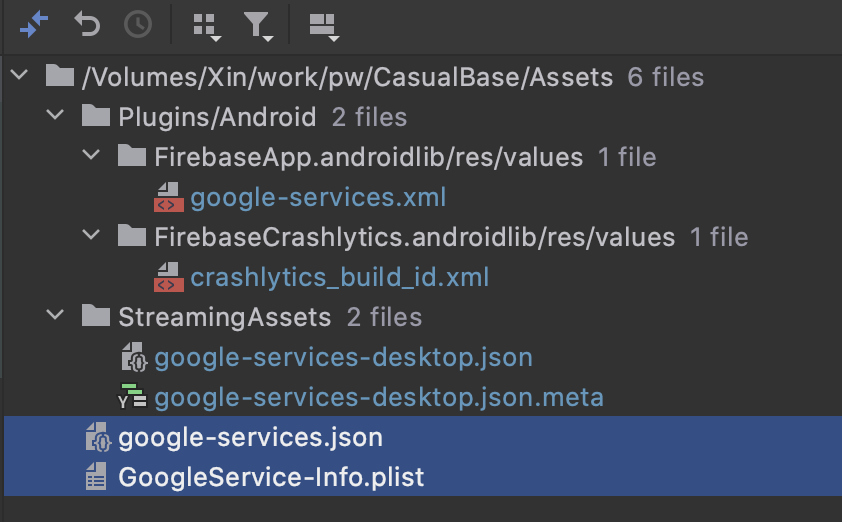 /Volumes/Xin/work/pw/CasualBase/Assets 6 files
Plugins/Android 2 files
FirebaseApp.androidlib/res/values 1 file
google-services.xml
FirebaseCrashlytics.androidlib/res/values 1 file
crashlytics_build_id.xml
StreamingAssets 2 files
google-services-desktop.json
google-services-desktop.json.meta
google-services.json
GoogleService-Info.plist